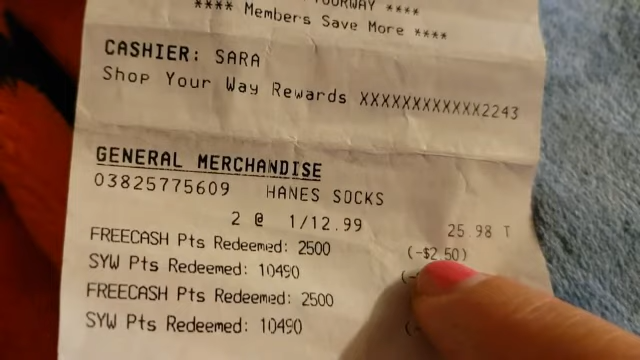 **** Members Save More ****
CASHIER: SARA
Shop Your Way Rewards XXXXXXXXXXXX2243
GENERAL MERCHANDISE
03825775609 HANES SOCKS
2 @ 1/12.99 25.98 T
FREECASH Pts Redeemed: 2500 (-$2.50)
SYW Pts Redeemed: 10490 (-
FREECASH Pts Redeemed: 2500
SYW Pts Redeemed: 10490 (-